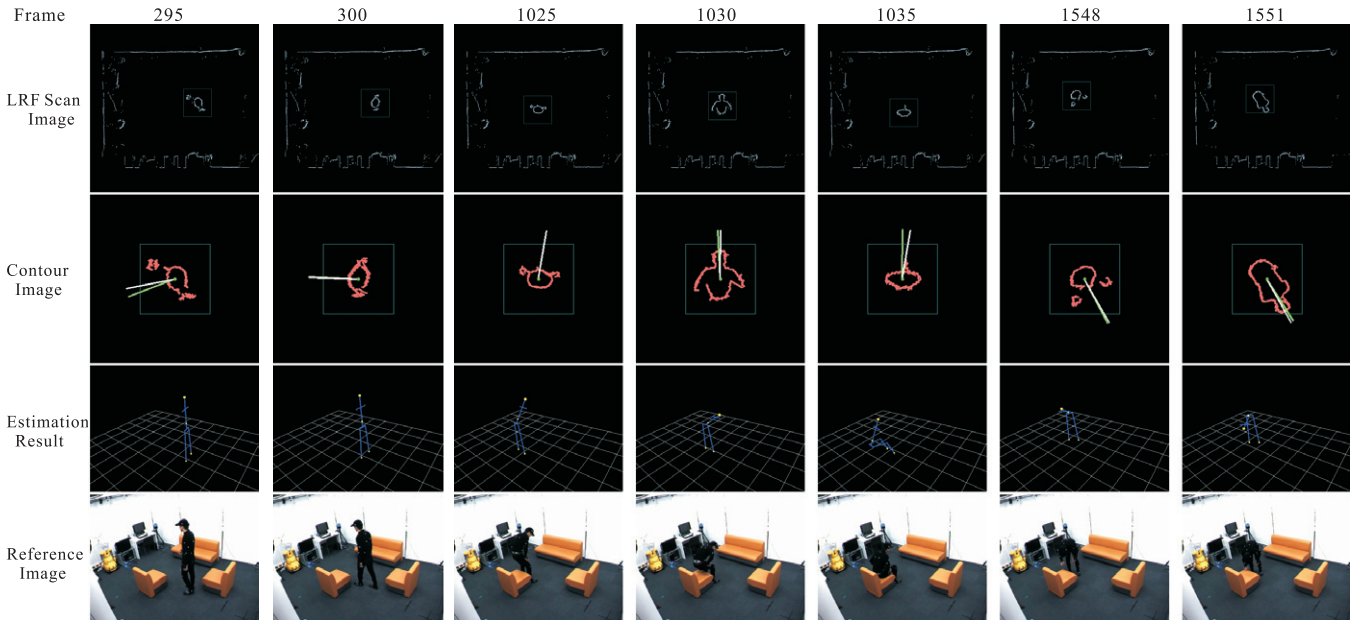 Frame 295 300 1025 1030 1035 1548 1551
LRF Scan
Image
Contour
Image
Estimation
Result
Reference
Image